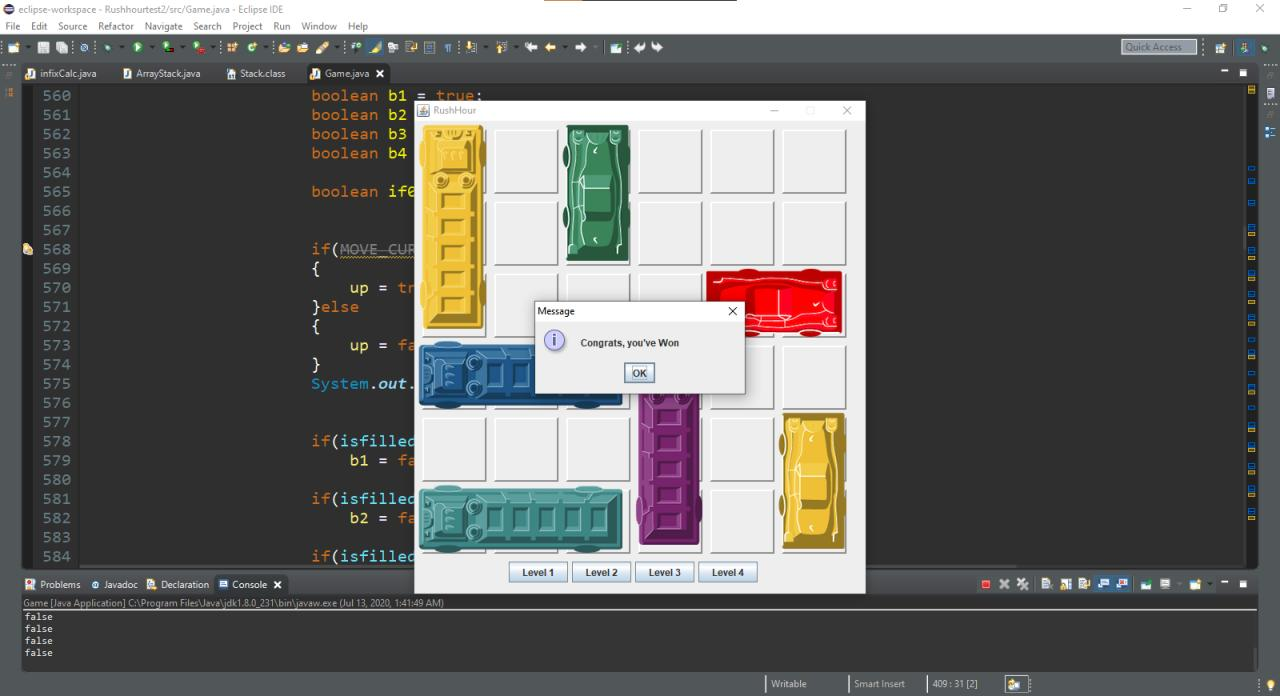 eclipse-workspace - Rushhourtest2/src/Game.java - Eclipse IDE
File Edit Source Refactor Navigate Search Project Run Window Help
Quick Access
infixCalc.java ArrayStack.java Stack.class Game.java
560 boolean b1 = true;
561 boolean b2
562 boolean b3
563 boolean b4
564
565 boolean if
566
567
568 if(MOVE_CUR
569 {
570 up = tr
571 }else
572 {
573 up = fa
574 }
575 System.out.
576
577
578 if(isfilled
579 b1 = fa
580
581 if(isfilled
582 b2 = fa
583
584 if(isfilled
RushHour
Message
i
Congrats, you've Won
OK
Level 1 Level 2 Level 3 Level 4
Problems Javadoc Declaration Console
Game [Java Application] C:\Program Files\Java\jdk1.8.0_231\bin\javaw.exe (Jul 13, 2020, 1:41:49 AM)
false
false
false
false
Writable Smart Insert 409 : 31 [2]